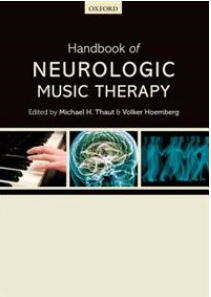 OXFORD
Handbook of
NEUROLOGIC
MUSIC THERAPY
Edited by Michael H. Thaut & Volker Hoemberg